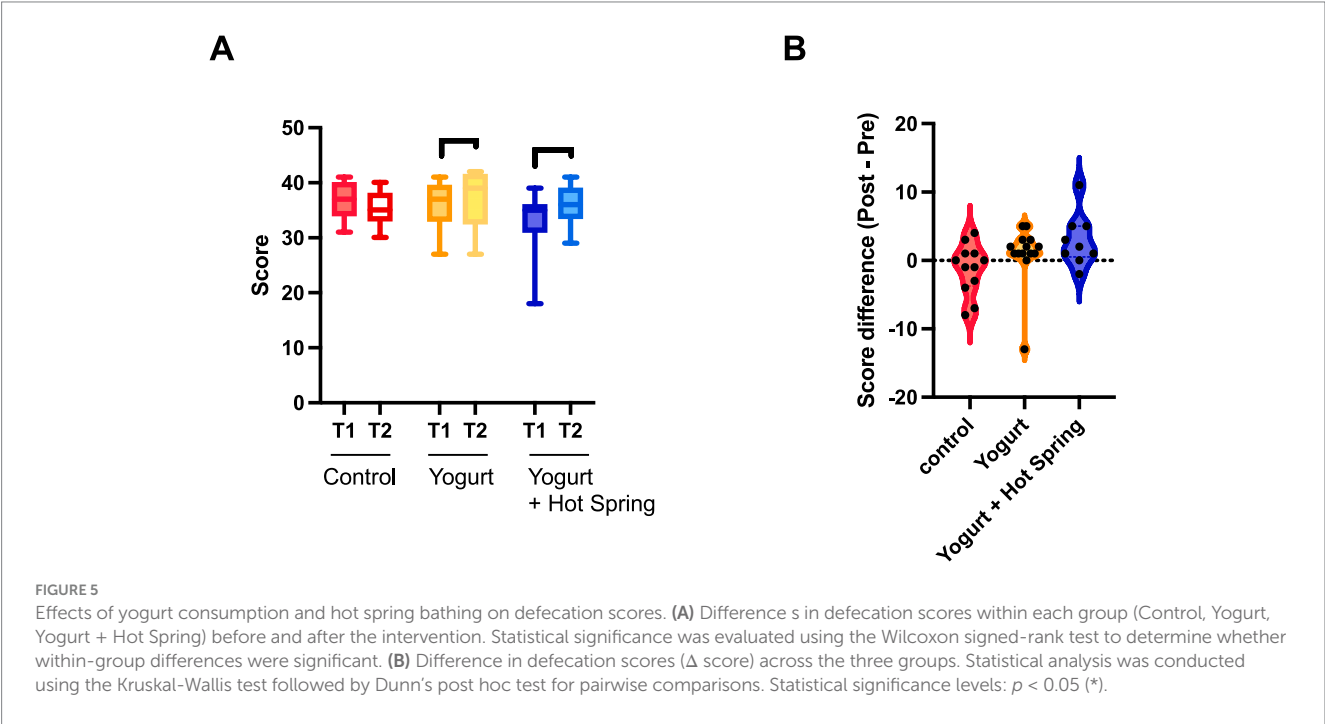 A
B
50
40
30
20
10
0
Score
T1 T2 T1 T2 T1 T2
Control Yogurt Yogurt
+ Hot Spring
20
10
0
-10
-20
Score difference (Post - Pre)
control
Yogurt
Yogurt + Hot Spring
FIGURE 5
Effects of yogurt consumption and hot spring bathing on defecation scores. (A) Difference s in defecation scores within each group (Control, Yogurt,
Yogurt + Hot Spring) before and after the intervention. Statistical significance was evaluated using the Wilcoxon signed-rank test to determine whether
within-group differences were significant. (B) Difference in defecation scores (Δ score) across the three groups. Statistical analysis was conducted
using the Kruskal-Wallis test followed by Dunn's post hoc test for pairwise comparisons. Statistical significance levels: p < 0.05 (*).